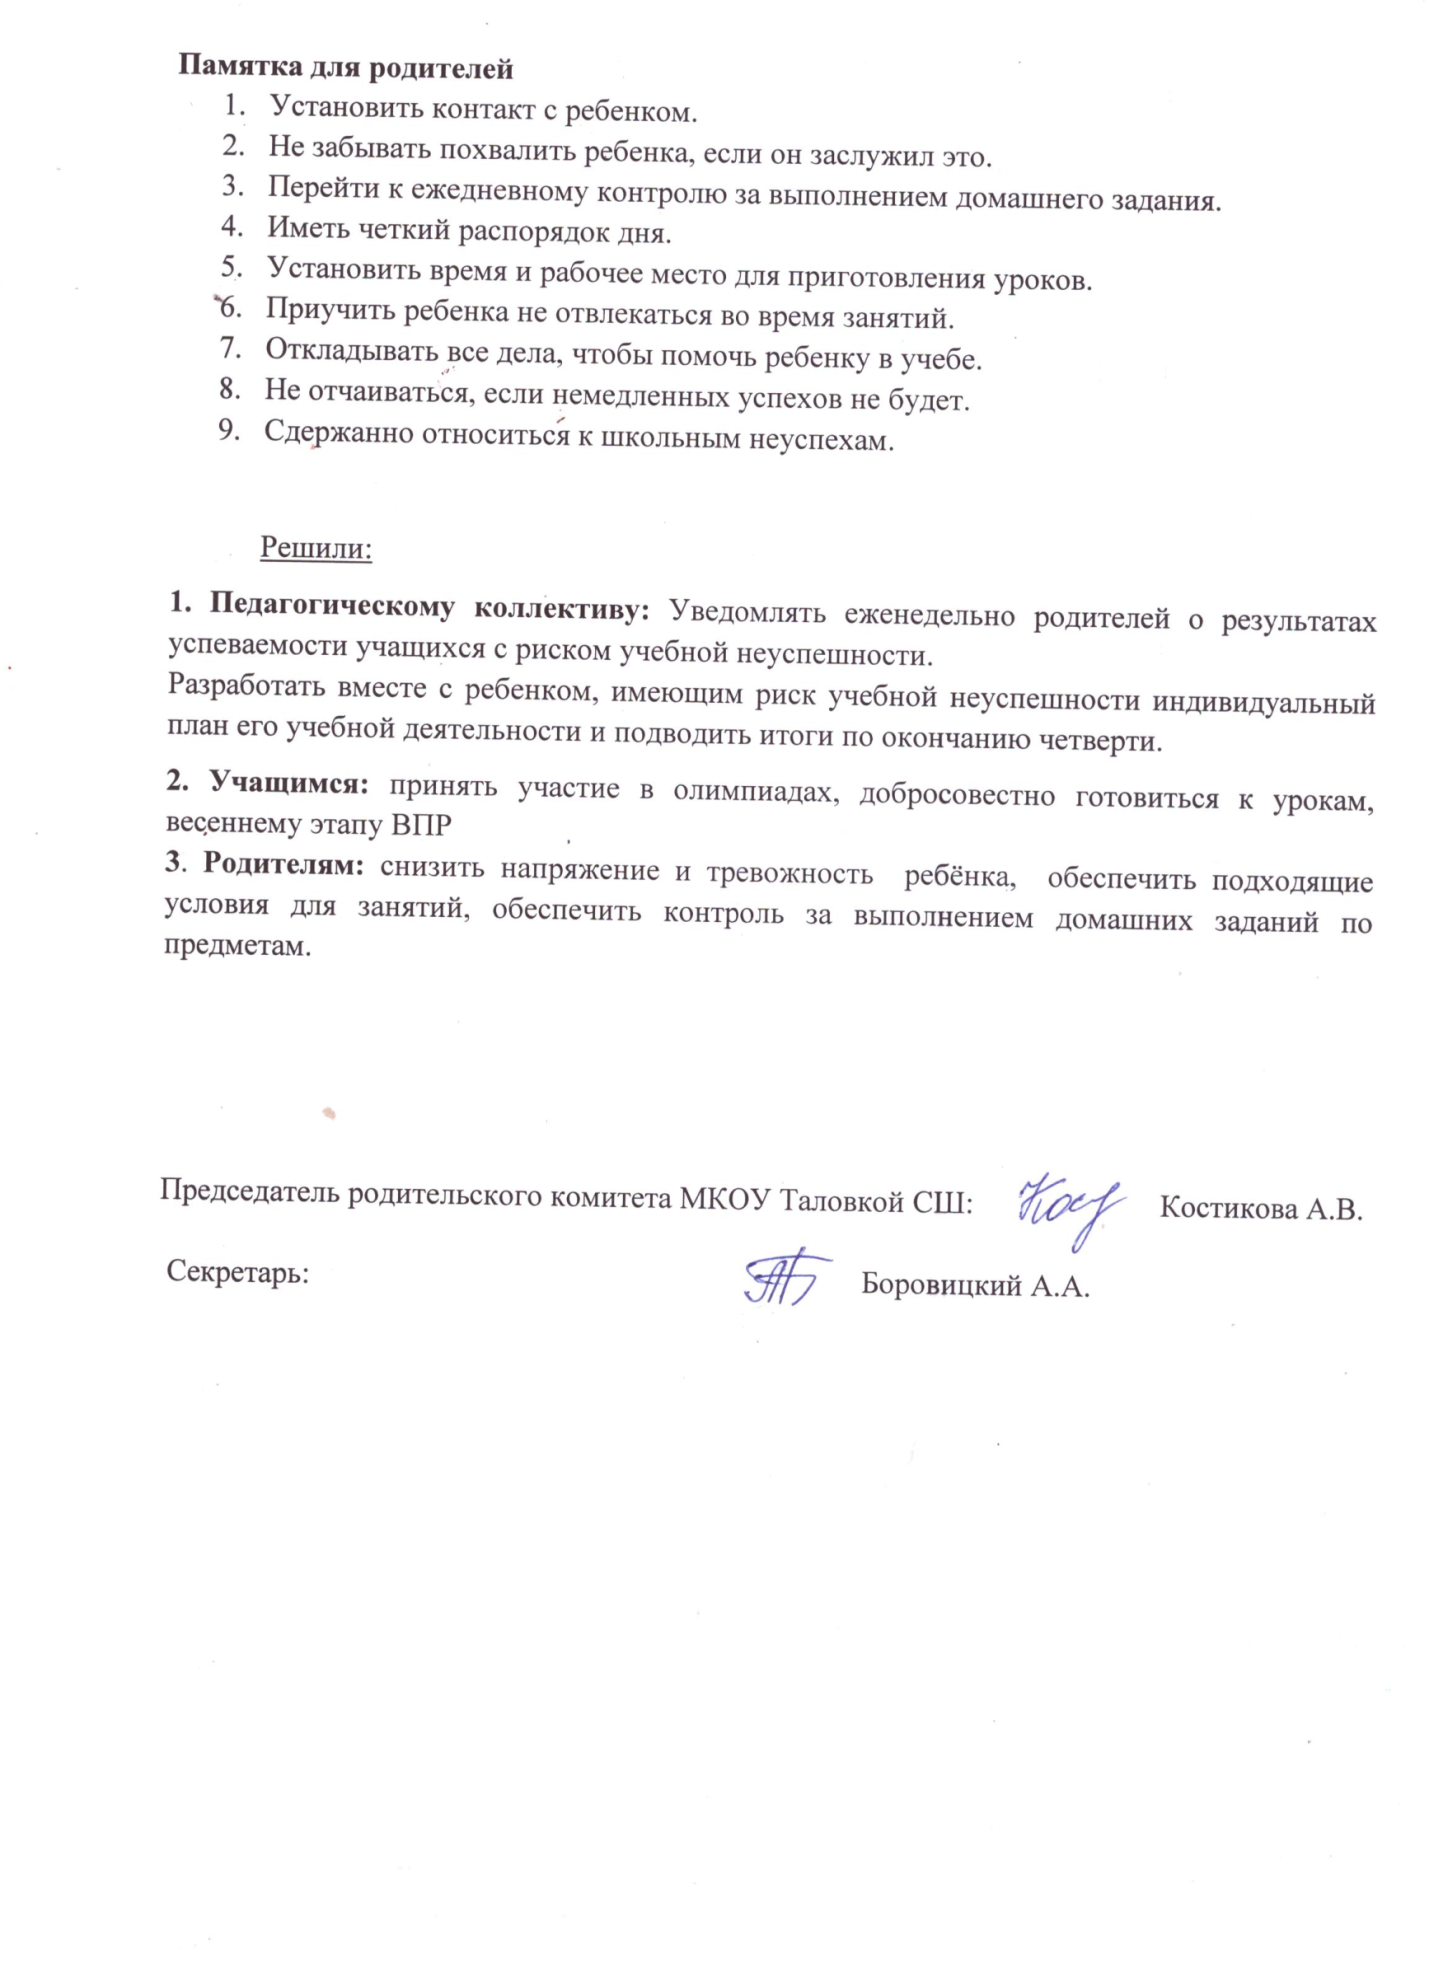 Памятка для родителей
1. Установить контакт с ребенком.
2. Не забывать похвалить ребенка, если он заслужил это.
3. Перейти к ежедневному контролю за выполнением домашнего задания.
4. Иметь четкий распорядок дня.
5. Установить время и рабочее место для приготовления уроков.
6. Приучить ребенка не отвлекаться во время занятий.
7. Откладывать все дела, чтобы помочь ребенку в учебе.
8. Не отчаиваться, если немедленных успехов не будет.
9. Сдержанно относиться к школьным неуспехам.
Решили:
1. Педагогическому коллективу: Уведомлять еженедельно родителей о результатах
успеваемости учащихся с риском учебной неуспешности.
Разработать вместе с ребенком, имеющим риск учебной неуспешности индивидуальный
план его учебной деятельности и подводить итоги по окончанию четверти.
2. Учащимся: принять участие в олимпиадах, добросовестно готовиться к урокам,
весеннему этапу ВПР
3. Родителям: снизить напряжение и тревожность ребёнка, обеспечить подходящие
условия для занятий, обеспечить контроль за выполнением домашних заданий по
предметам.
Председатель родительского комитета МКОУ Таловкой СШ: Костикова А.В.
Секретарь: Боровицкий А.А.